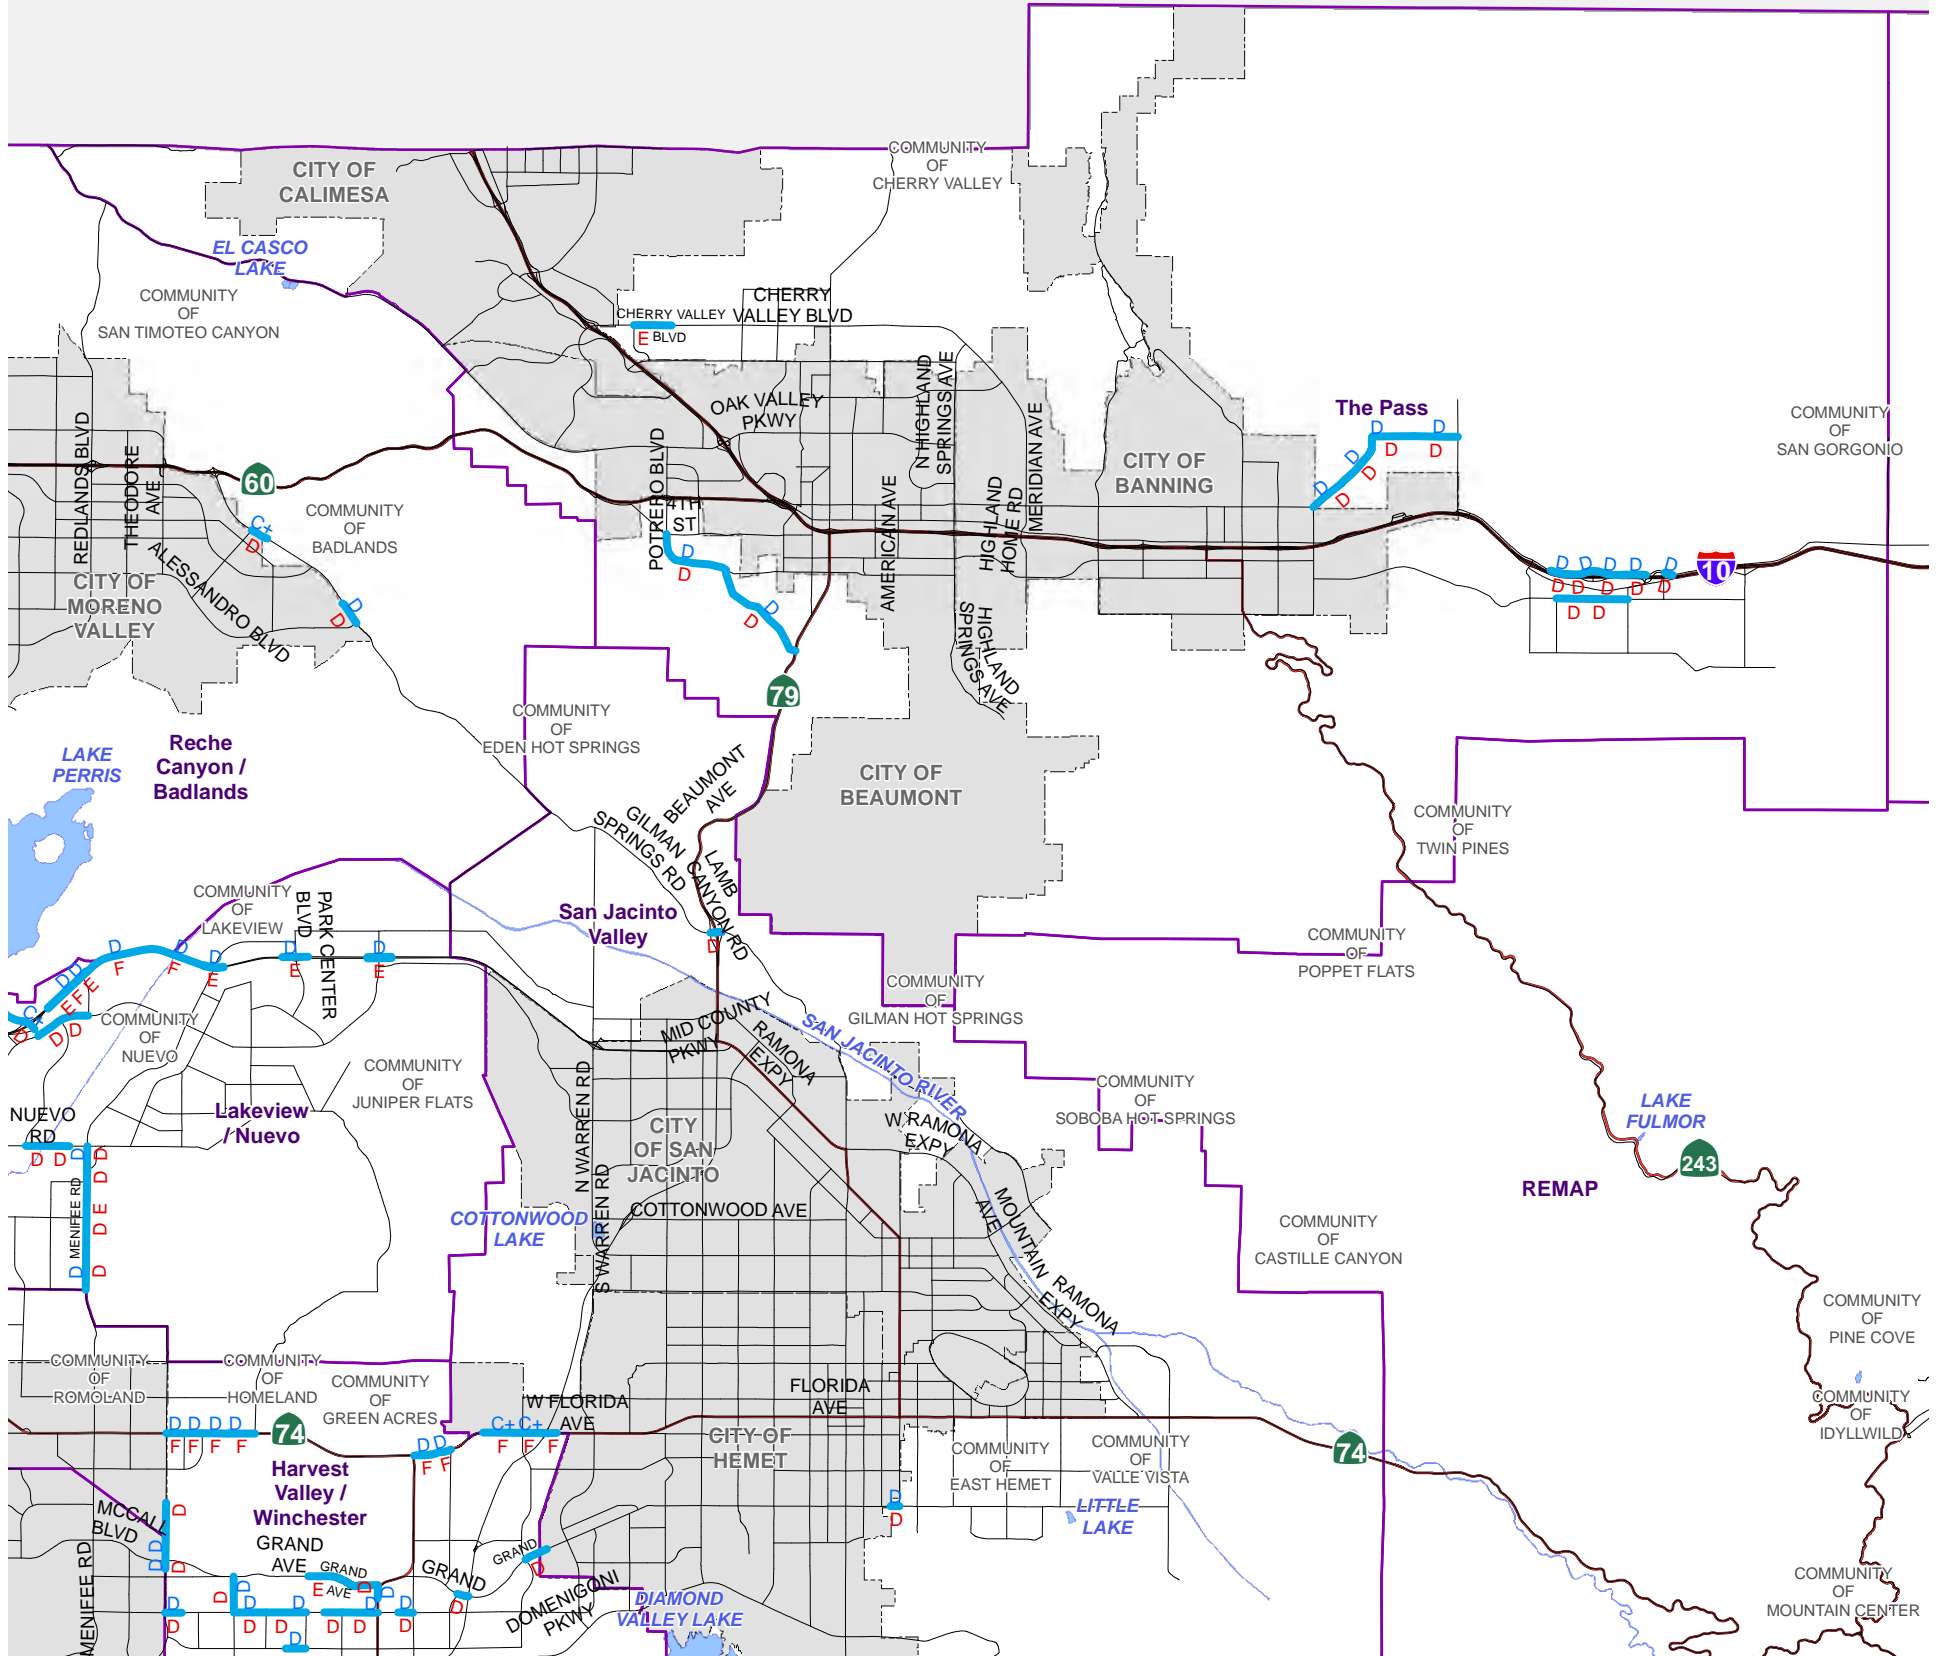 COMMUNITY
OF
CHERRY VALLEY
CITY OF
CALIMESA
EL CASCO
LAKE
COMMUNITY
OF
SAN TIMOTEO CANYON
CHERRY
VALLEY BLVD
CHERRY VALLEY
BLVD
E
OAK VALLEY
PKWY
N HIGHLAND
SPRINGS AVE
MERIDIAN AVE
The Pass
D
D
D
D
D
D
D
D
COMMUNITY
OF
SAN GORGONIO
CITY OF
BANNING
REDLANDS BLVD
THEODORE
AVE
60
POTRERO BLVD
4TH
ST
AMERICAN AVE
HIGHLAND
HOME RD
COMMUNITY
OF
BADLANDS
C+
D
ALESSANDRO BLVD
CITY OF
MORENO
VALLEY
D
D
D
D
D
D
D
D
D
D
D
10
D
D
D
D
D
D
D
HIGHLAND
SPRINGS AVE
79
COMMUNITY
OF
EDEN HOT SPRINGS
LAKE
PERRIS
Reche
Canyon /
Badlands
BEAUMONT
AVE
CITY OF
BEAUMONT
GILMAN
SPRINGS RD
LAMB
CANYON RD
COMMUNITY
OF
TWIN PINES
COMMUNITY
OF
LAKEVIEW
PARK CENTER
BLVD
San Jacinto
Valley
D
COMMUNITY
OF
POPPET FLATS
D
F
D
F
D
E
D
E
D
E
D
D
E
F
E
C+
D
D
D
COMMUNITY
OF
NUEVO
COMMUNITY
OF
GILMAN HOT SPRINGS
MID COUNTY
PKWY
RAMONA
EXPY
SAN JACINTO RIVER
COMMUNITY
OF
JUNIPER FLATS
COMMUNITY
OF
SOBOBA HOT SPRINGS
LAKE
FULMOR
NUEVO
RD
D
D
Lakeview
/ Nuevo
N WARREN RD
CITY
OF SAN
JACINTO
W RAMONA
EXPY
243
REMAP
D
D
D
MENIFEE RD
D
E
D
D
D
D
COTTONWOOD
LAKE
S WARREN RD
COTTONWOOD AVE
MOUNTAIN
AVE
COMMUNITY
OF
CASTILLE CANYON
RAMONA
EXPY
COMMUNITY
OF
PINE COVE
COMMUNITY
OF
ROMOLAND
COMMUNITY
OF
HOMELAND
COMMUNITY
OF
GREEN ACRES
W FLORIDA
AVE
FLORIDA
AVE
COMMUNITY
OF
IDYLLWILD
D
D
D
D
F
F
F
F
74
D
D
F
F
C+
C+
F
F
F
CITY OF
HEMET
COMMUNITY
OF
EAST HEMET
COMMUNITY
OF
VALLE VISTA
74
Harvest
Valley /
Winchester
LITTLE
LAKE
D
D
MCCALL
BLVD
D
D
D
D
GRAND
AVE
GRAND
AVE
E
D
D
GRAND
GRAND
D
D
MENIFEE RD
D
D
D
D
D
D
D
D
D
D
D
D
D
D
DOMENIGONI
PKWY
DIAMOND
VALLEY LAKE
COMMUNITY
OF
MOUNTAIN CENTER